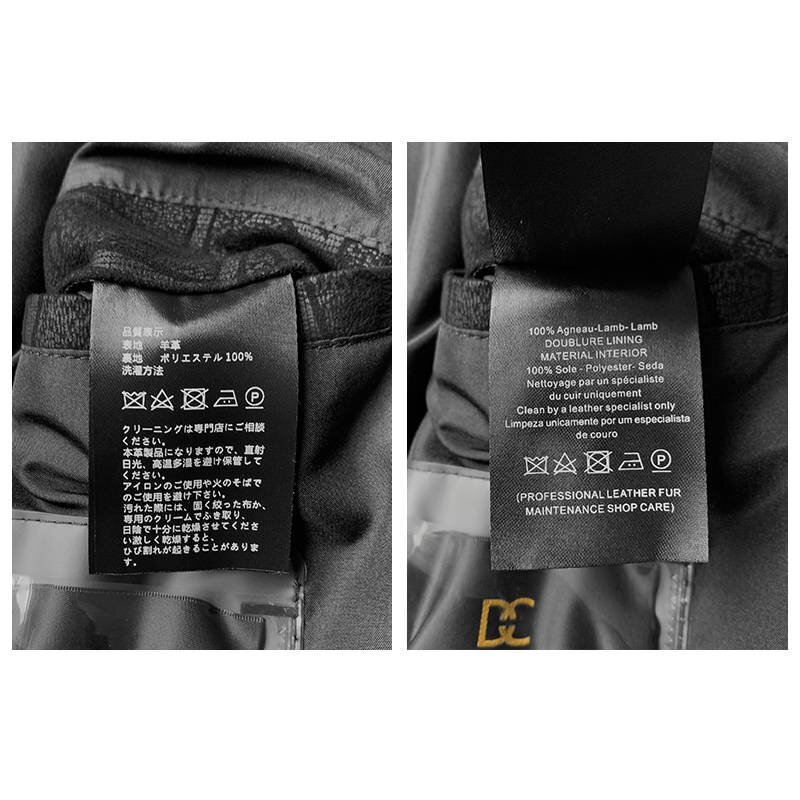 品質表示
表地　羊革
裏地　ポリエステル100%
洗濯方法
クリーニングは専門店にご相談
ください。
本革製品になりますので、直射
日光、高温多湿を避け保管して
ください。
アイロンのご使用や火のそばで
のご使用を避け下さい。
汚れた際には、固く絞った布か、
専用のクリームでふき取り、
日陰で十分に乾燥させてくださ
い激しく乾燥すると、
ひび割れが起きることがありま
す。
100% Agneau-Lamb- Lamb
DOUBLURE LINING
MATERIAL INTERIOR
100% Sole - Polyester- Seda
Nettoyage par un spécialiste
du cuir uniquement
Clean by a leather specialist only
Limpeza unicamente por um especialista
de couro
P
P
(PROFESSIONAL LEATHER FUR
MAINTENANCE SHOP CARE)
DC